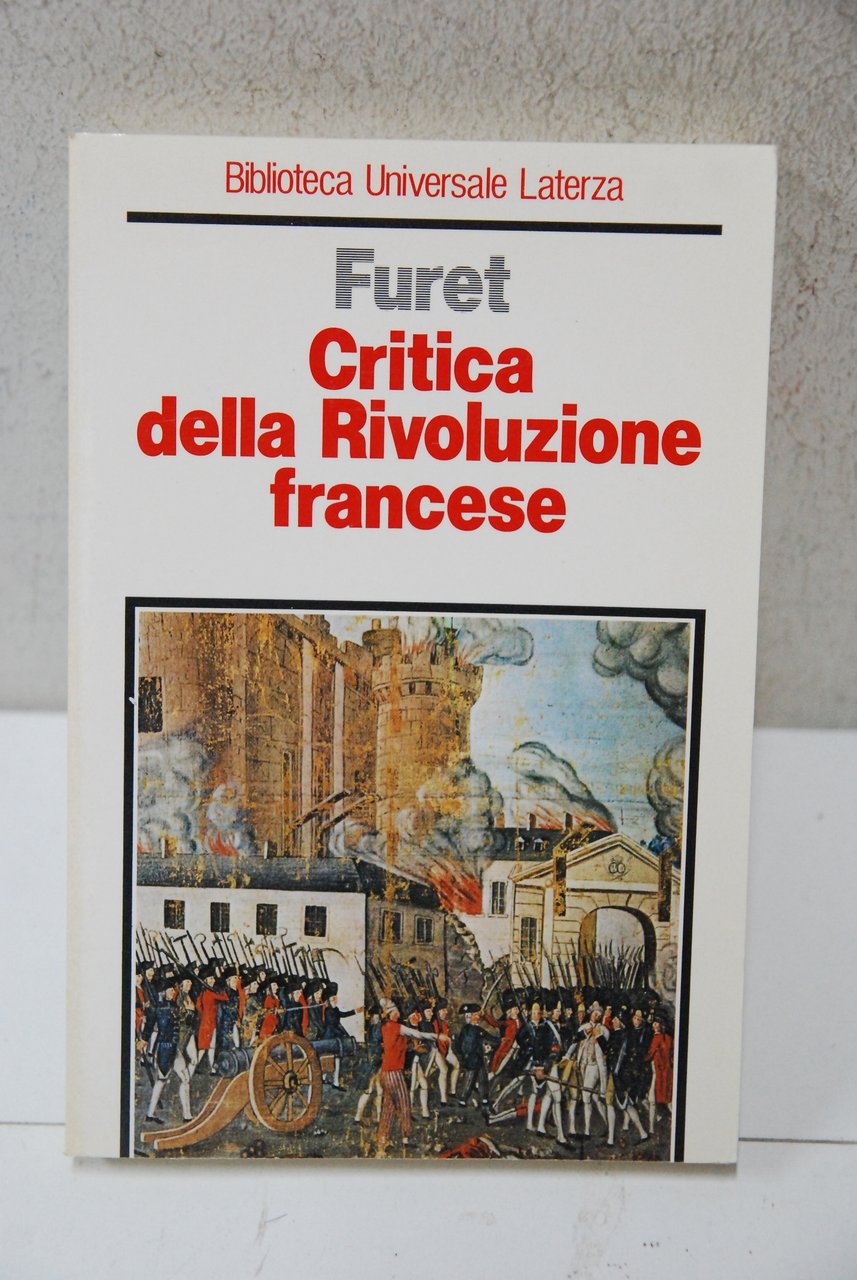 Biblioteca Universale Laterza
Furet
Critica
della Rivoluzione
francese